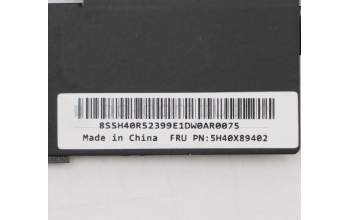 8SSH40R52399E1DW0AR0075
Made in China FRU PN:5H40X89402